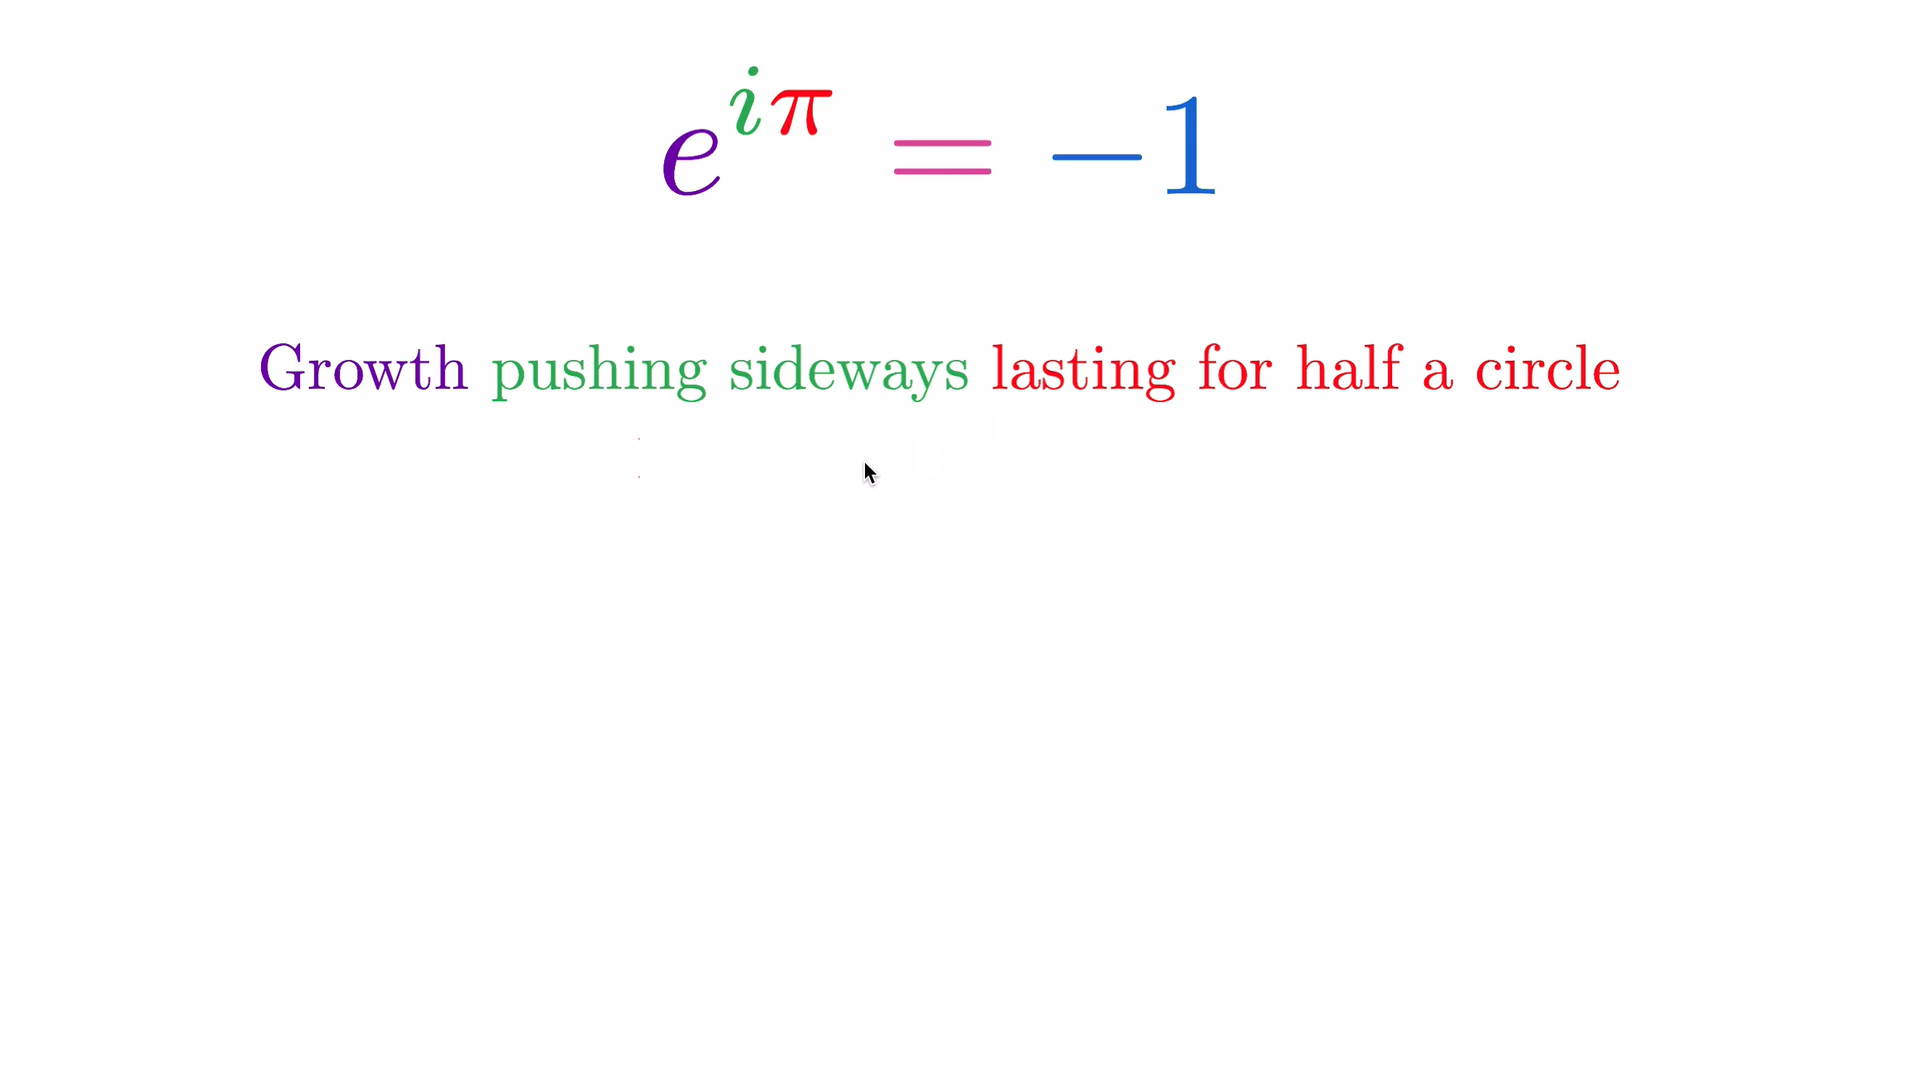 e^{iπ} = −1
Growth pushing sideways lasting for half a circle